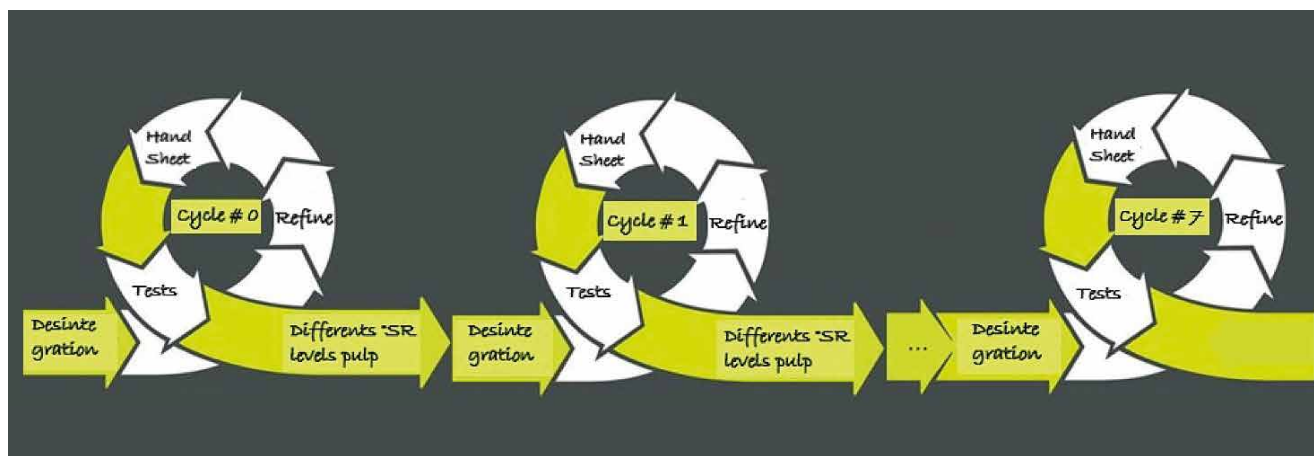 Hand
Sheet
Cycle # 0
Refine
Tests
Desinte
gration
Differents °SR
levels pulp
Hand
Sheet
Cycle # 1
Refine
Tests
Desinte
gration
Differents °SR
levels pulp
...
Hand
Sheet
Cycle # 7
Refine
Tests
Desinte
gration